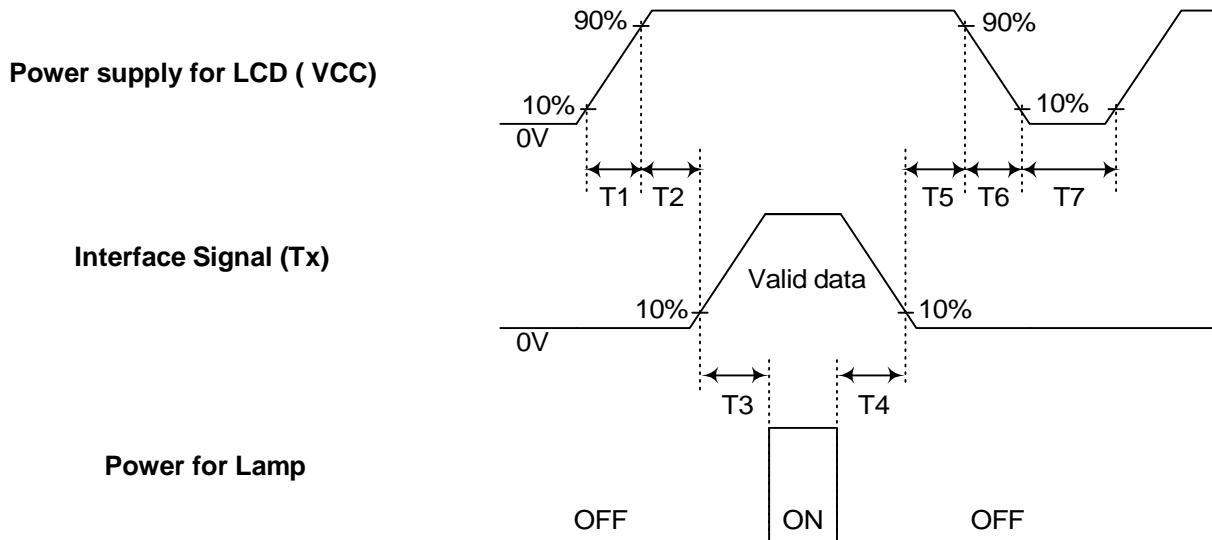 90%
90%
Power supply for LCD ( VCC)
10%
10%
0V
T1 T2 T5 T6 T7
Interface Signal (Tx)
Valid data
10%
10%
0V
T3 T4
Power for Lamp
OFF ON OFF